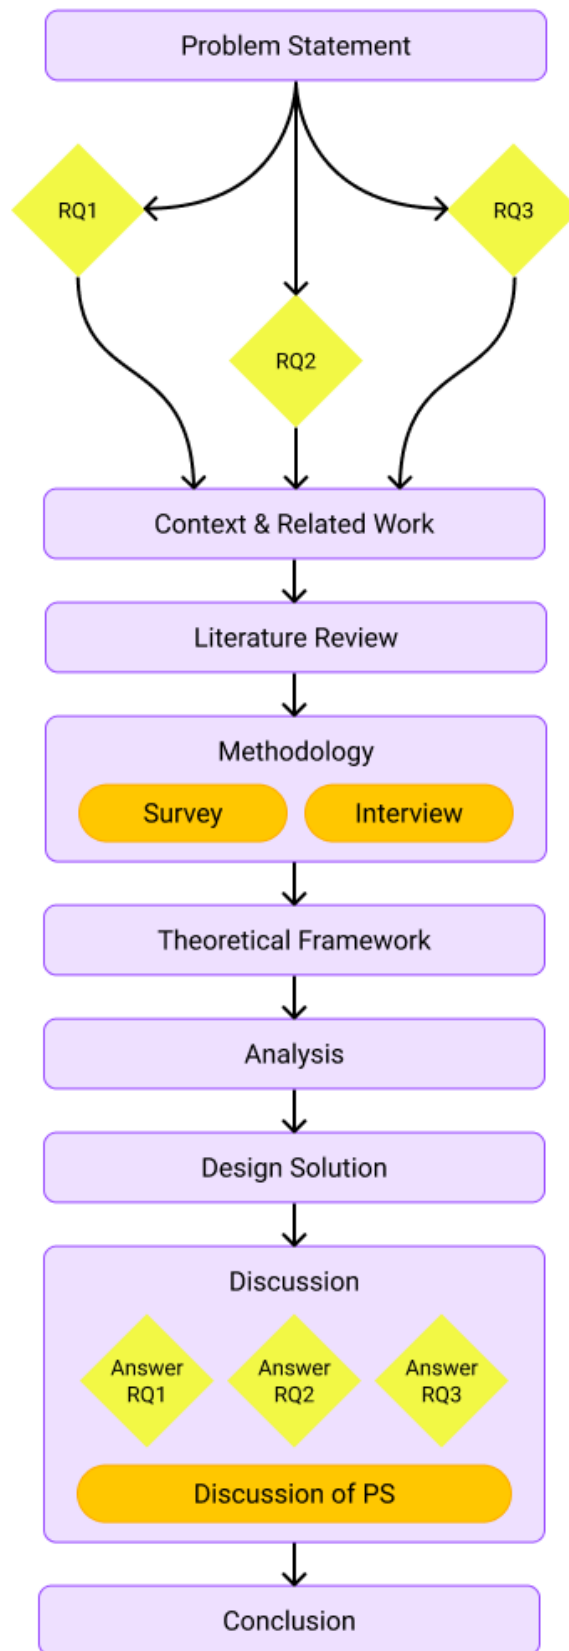 Problem Statement
RQ1
RQ3
RQ2
Context & Related Work
Literature Review
Methodology
Survey
Interview
Theoretical Framework
Analysis
Design Solution
Discussion
Answer
RQ1
Answer
RQ2
Answer
RQ3
Discussion of PS
Conclusion